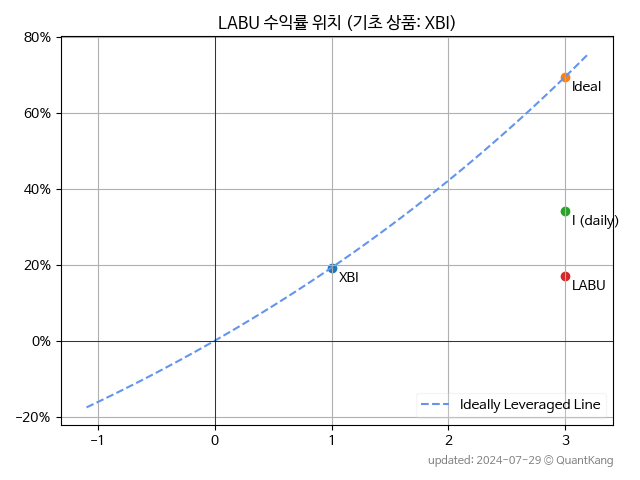 LABU 수익률 위치 (기초 상품: XBI)
80%
60%
40%
20%
0%
−20%
Ideal
I (daily)
XBI
LABU
Ideally Leveraged Line
−1
0
1
2
3
updated: 2024-07-29 © QuantKang